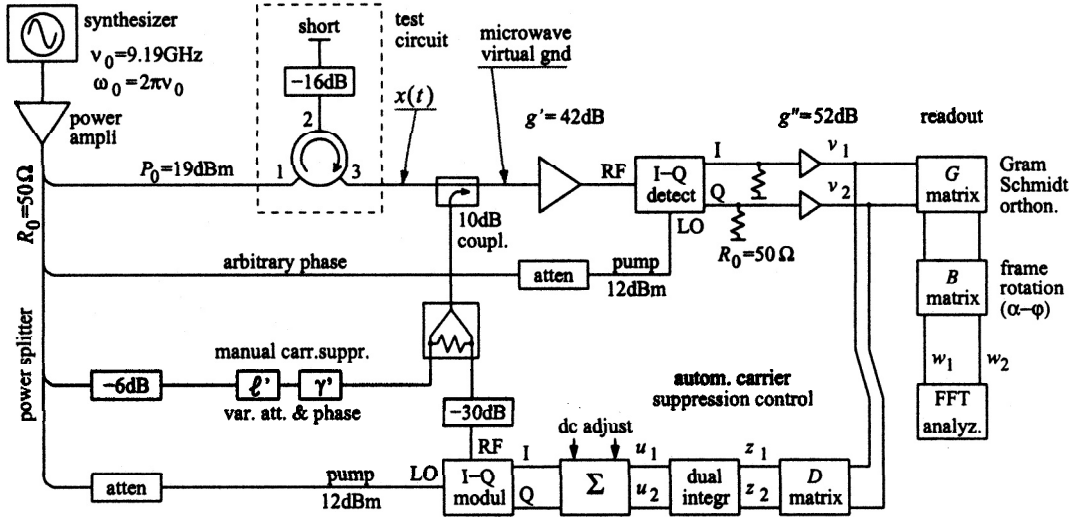 synthesizer
ν0=9.19GHz
ω0=2πν0
power
ampli
short
−16dB
2
1
3
test
circuit
x(t)
microwave
virtual gnd
P0=19dBm
R0=50Ω
10dB
coupl.
g'=42dB
RF
I−Q
detect
I
Q
LO
g"=52dB
v1
v2
R0=50Ω
readout
G
matrix
Gram
Schmidt
orthon.
arbitrary phase
atten
pump
12dBm
B
matrix
frame
rotation
(α−φ)
w1
w2
FFT
analyz.
power splitter
manual carr.suppr.
−6dB
ℓ'
γ'
var. att. & phase
−30dB
autom. carrier
suppression control
dc adjust
atten
pump
12dBm
LO
RF
I−Q
modul
I
Q
Σ
u1
u2
dual
integr
z1
z2
D
matrix